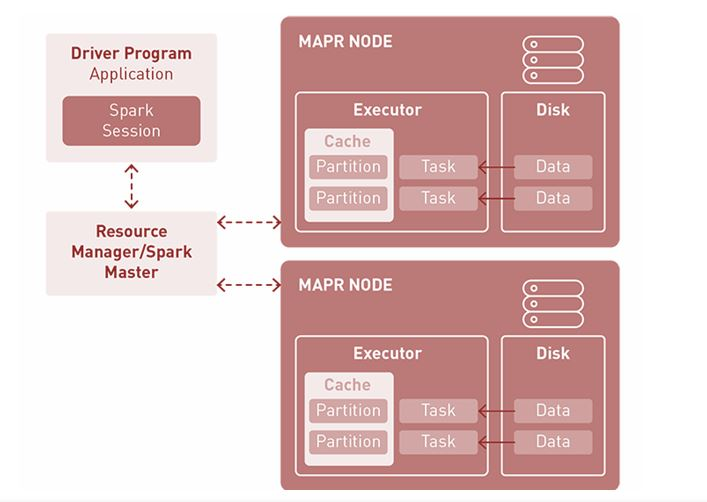 Driver Program
Application
Spark
Session
Resource
Manager/Spark
Master
MAPR NODE
Executor
Disk
Cache
Partition
Task
Data
Partition
Task
Data
MAPR NODE
Executor
Disk
Cache
Partition
Task
Data
Partition
Task
Data